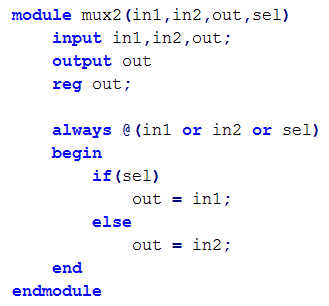 module mux2(in1,in2,out,sel)
input in1,in2,out;
output out
reg out;
always @(in1 or in2 or sel)
begin
if(sel)
out = in1;
else
out = in2;
end
endmodule